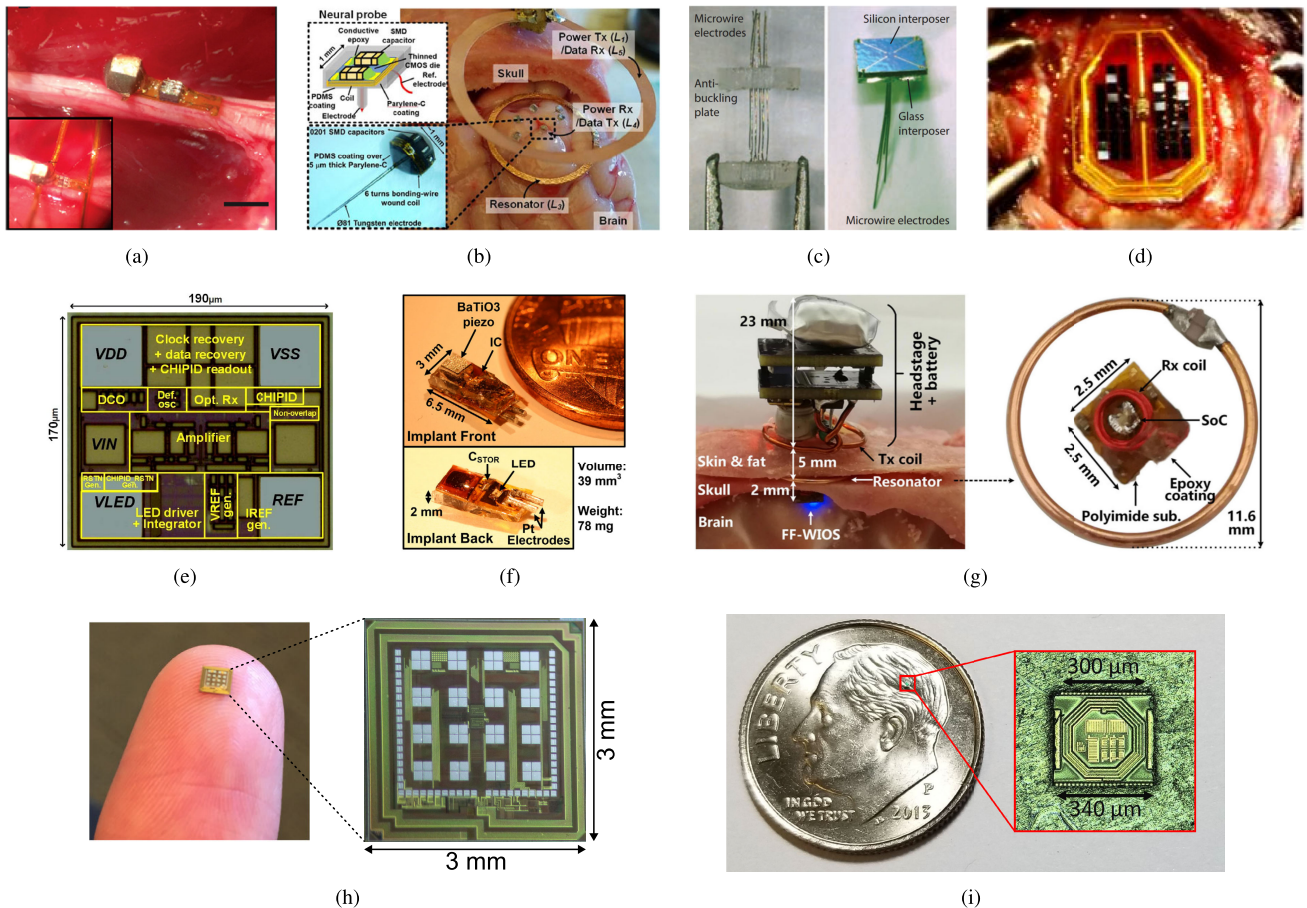 Neural probe
Conductive epoxy
SMD capacitor
1 mm
Thinned CMOS die
Ref. electrode
PDMS coating
Coil
Parylene-C coating
Electrode
0201 SMD capacitors
~1 mm
PDMS coating over
5 µm thick Parylene-C
6 turns bonding-wire
wound coil
Ø81 Tungsten electrode
Power Tx (L1)
/Data Rx (L5)
Skull
Power Rx
/Data Tx (L4)
Resonator (L3)
Brain
Microwire
electrodes
Anti-
buckling
plate
Silicon interposer
Glass
interposer
Microwire electrodes
(a)
(b)
(c)
(d)
190µm
170µm
VDD
Clock recovery
+ data recovery
+ CHIPID readout
VSS
DCO
Def.
osc
Opt. Rx
CHIPID
Non-overlap
VIN
Amplifier
RSTN
Gen.
CHIPID_RSTN
Gen.
VLED
LED driver
+ Integrator
VREF
gen.
IREF
gen.
REF
BaTiO3
piezo
IC
3 mm
6.5 mm
ONE
Implant Front
CSTOR
LED
2 mm
Pt
Electrodes
Implant Back
Volume:
39 mm3
Weight:
78 mg
23 mm
Headstage
+ battery
Tx coil
Skin & fat
5 mm
Resonator
Skull
2 mm
Brain
FF-WIOS
2.5 mm
Rx coil
SoC
2.5 mm
Epoxy
coating
Polyimide sub.
11.6
mm
(e)
(f)
(g)
3 mm
3 mm
LIBERTY
IN GOD
WE TRUST
P
2013
300 µm
340 µm
(h)
(i)